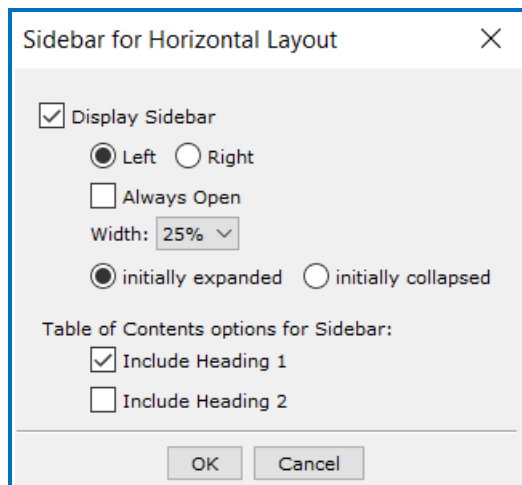 Sidebar for Horizontal Layout
Display Sidebar
Left Right
Always Open
Width: 25%
initially expanded initially collapsed
Table of Contents options for Sidebar:
Include Heading 1
Include Heading 2
OK Cancel